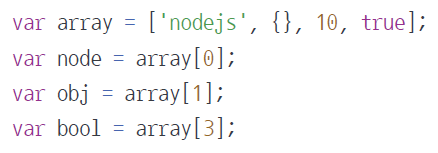 var array = ['nodejs', {}, 10, true];
var node = array[0];
var obj = array[1];
var bool = array[3];